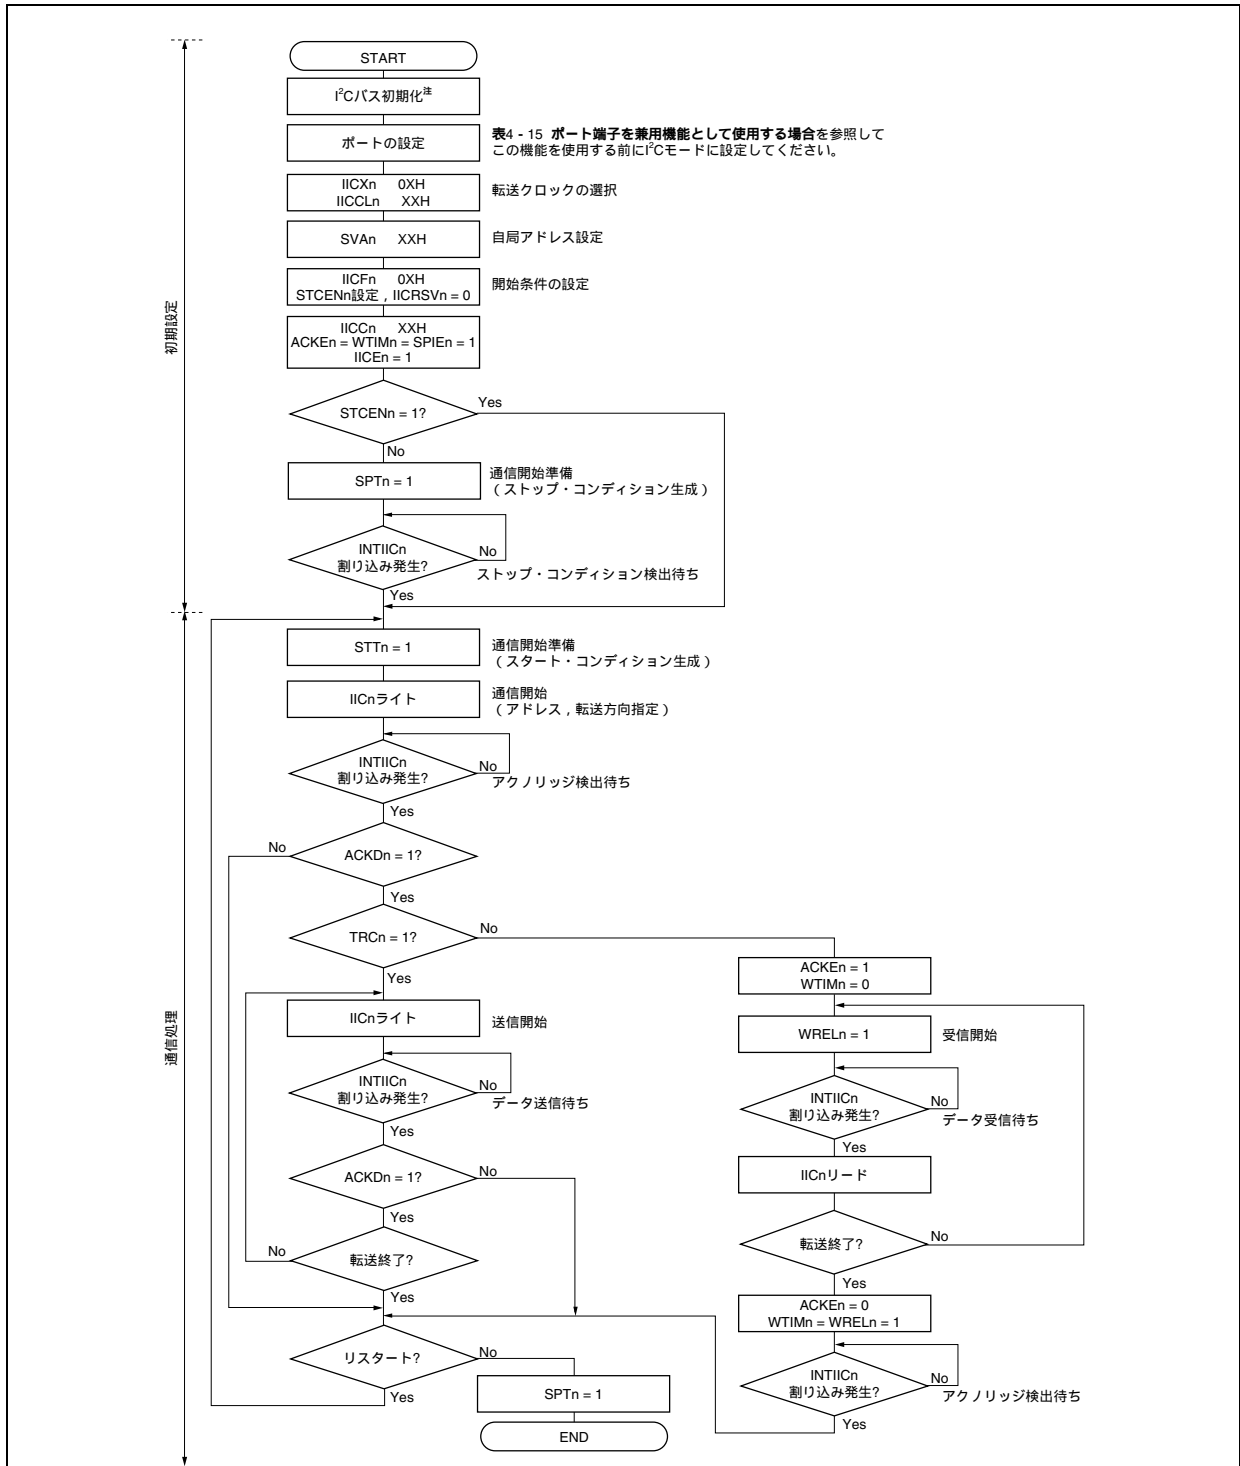 START
I²Cバス初期化注
ポートの設定
表4 - 15 ポート端子を兼用機能として使用する場合を参照して
この機能を使用する前にI²Cモードに設定してください。
IICXn 0XH
IICCLn XXH
転送クロックの選択
SVAn XXH
自局アドレス設定
IICFn 0XH
STCENn設定 , IICRSVn = 0
開始条件の設定
IICCn XXH
ACKEn = WTIMn = SPIEn = 1
IICEn = 1
初期設定
STCENn = 1?
Yes
No
SPTn = 1
通信開始準備
( ストップ・コンディション生成 )
INTIICn
割り込み発生?
No
ストップ・コンディション検出待ち
Yes
STTn = 1
通信開始準備
( スタート・コンディション生成 )
IICnライト
通信開始
( アドレス , 転送方向指定 )
INTIICn
割り込み発生?
No
アクノリッジ検出待ち
Yes
No
ACKDn = 1?
Yes
TRCn = 1?
No
Yes
通信処理
IICnライト
送信開始
INTIICn
割り込み発生?
No
データ送信待ち
Yes
ACKDn = 1?
No
Yes
No
転送終了?
Yes
リスタート?
No
Yes
SPTn = 1
END
ACKEn = 1
WTIMn = 0
WRELn = 1
受信開始
INTIICn
割り込み発生?
No
データ受信待ち
Yes
IICnリード
転送終了?
No
Yes
ACKEn = 0
WTIMn = WRELn = 1
INTIICn
割り込み発生?
No
アクノリッジ検出待ち
Yes